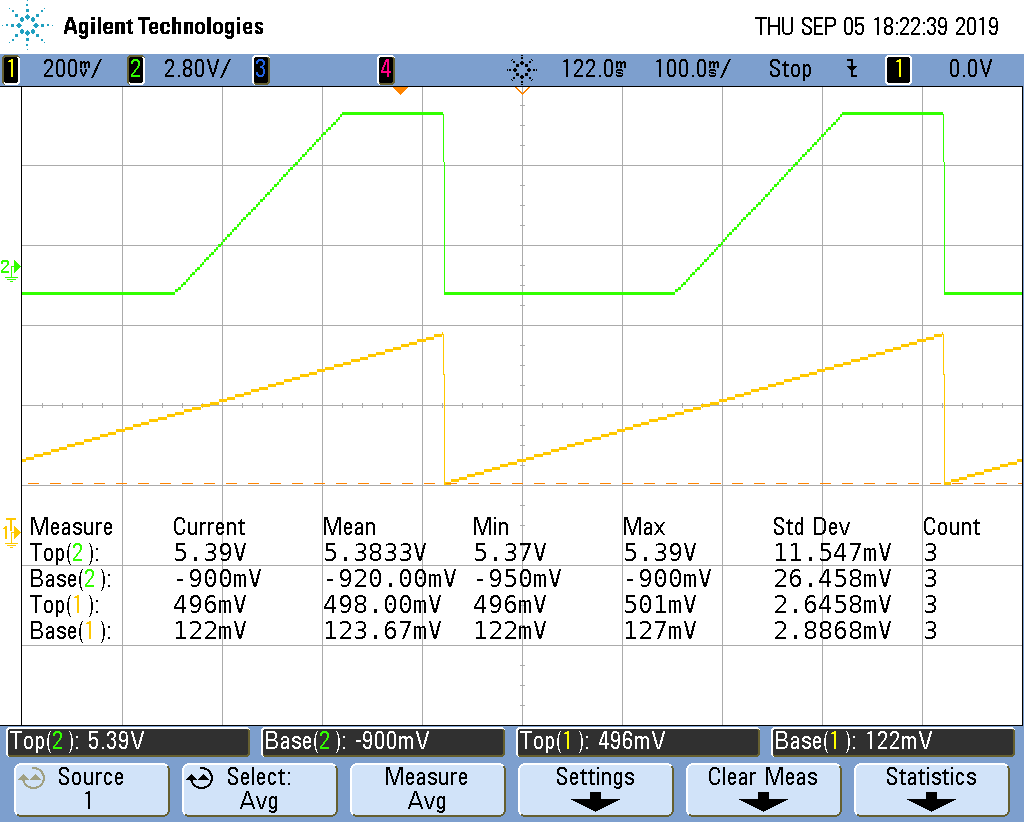 Agilent Technologies THU SEP 05 18:22:39 2019
1 200mV/ 2 2.80V/ 3 4 122.0ms 100.0ms/ Stop 1 0.0V
2
T
1
Measure Current Mean Min Max Std Dev Count
Top(2): 5.39V 5.3833V 5.37V 5.39V 11.547mV 3
Base(2): -900mV -920.00mV -950mV -900mV 26.458mV 3
Top(1): 496mV 498.00mV 496mV 501mV 2.6458mV 3
Base(1): 122mV 123.67mV 122mV 127mV 2.8868mV 3
Top(2): 5.39V Base(2): -900mV Top(1): 496mV Base(1): 122mV
Source Select: Measure Settings Clear Meas Statistics
1 Avg Avg